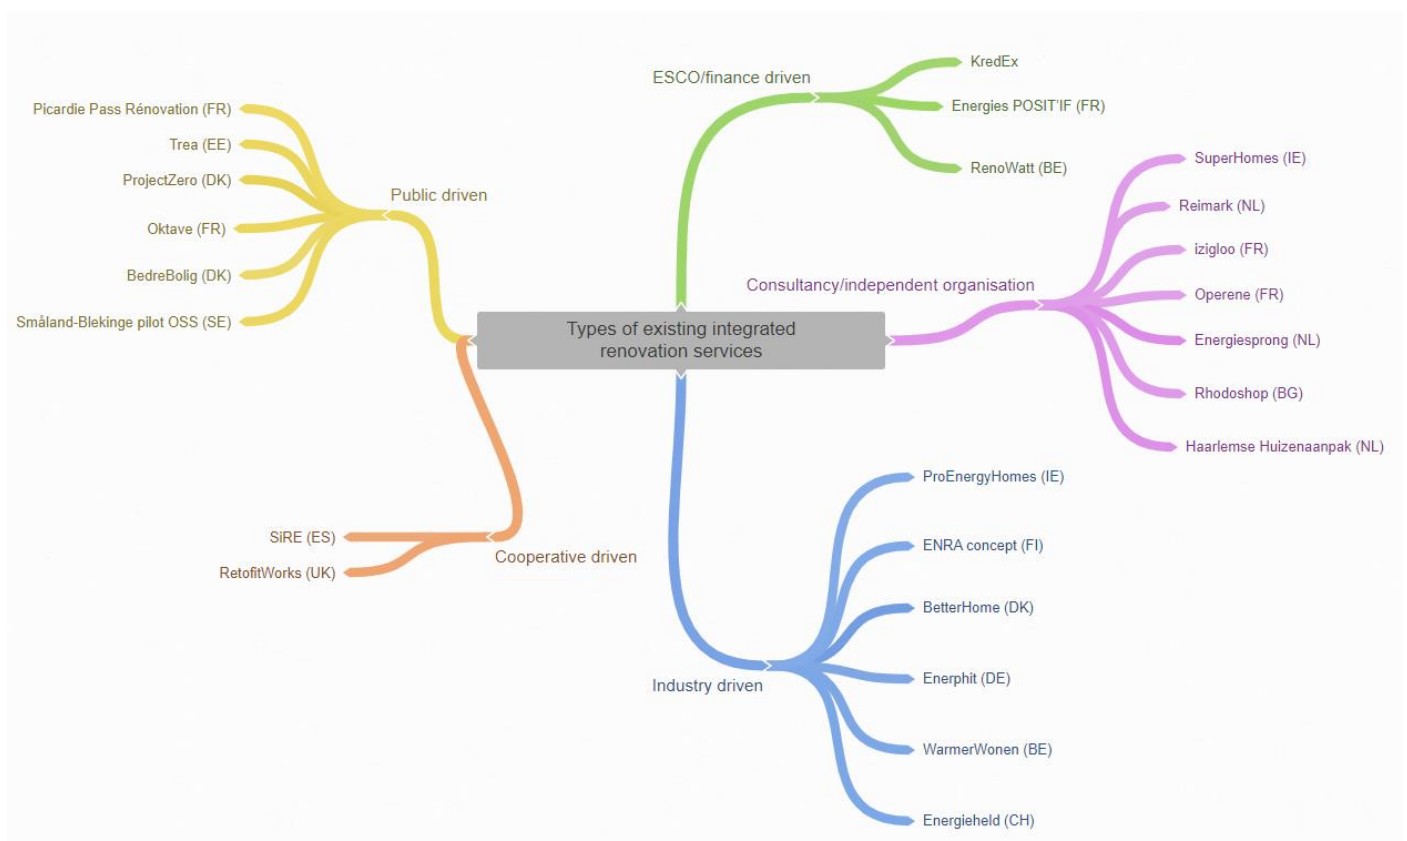 Types of existing integrated
renovation services
Public driven
Picardie Pass Rénovation (FR)
Trea (EE)
ProjectZero (DK)
Oktave (FR)
BedreBolig (DK)
Småland-Blekinge pilot OSS (SE)
Cooperative driven
SiRE (ES)
RetofitWorks (UK)
ESCO/finance driven
KredEx
Energies POSIT'IF (FR)
RenoWatt (BE)
Consultancy/independent organisation
SuperHomes (IE)
Reimark (NL)
izigloo (FR)
Operene (FR)
Energiesprong (NL)
Rhodoshop (BG)
Haarlemse Huizenaanpak (NL)
Industry driven
ProEnergyHomes (IE)
ENRA concept (FI)
BetterHome (DK)
Enerphit (DE)
WarmerWonen (BE)
Energieheld (CH)